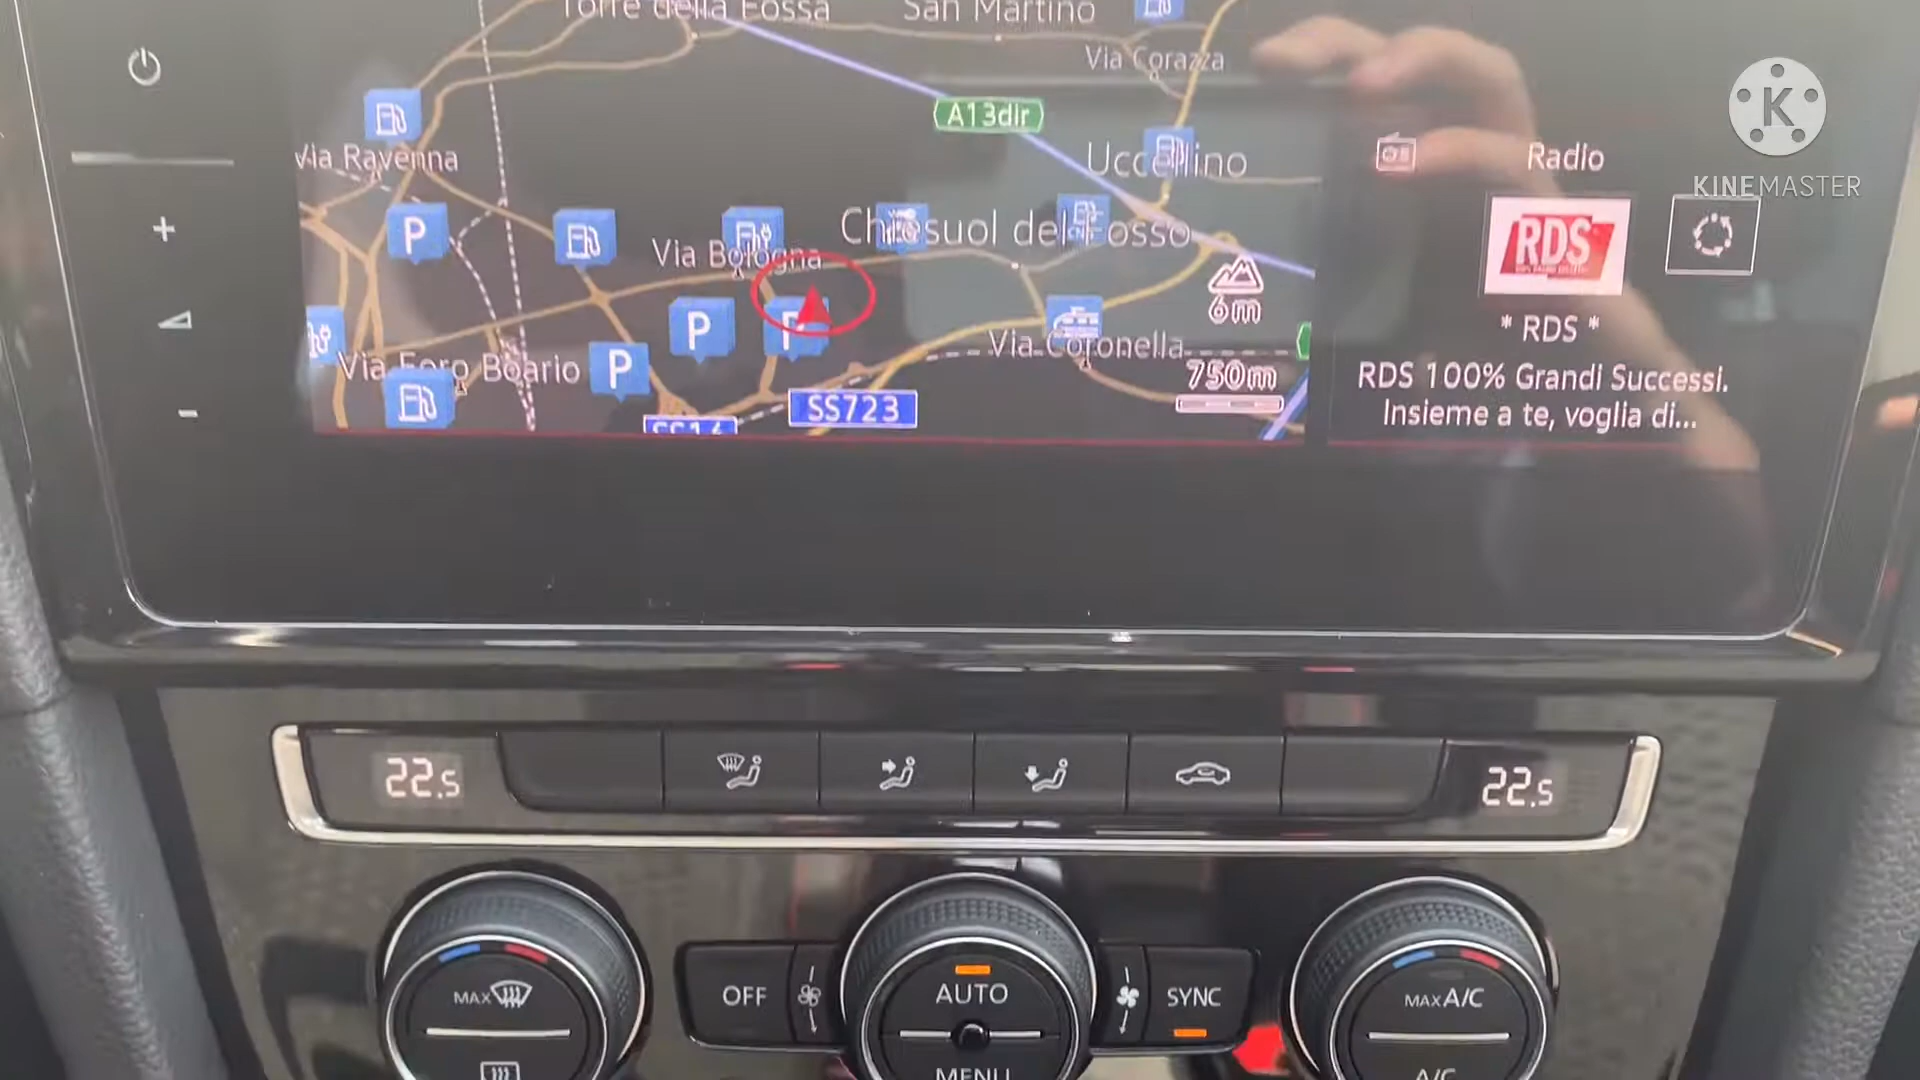 Torre della Fossa
San Martino
Via Corazza
A13dir
Via Ravenna
Uccellino
P
Via Bologna
Chiesuol del Fosso
6m
P
P
P
Via Foro Boario
Via Coronella
750m
SS723
Radio
RDS
* RDS *
RDS 100% Grandi Successi.
Insieme a te, voglia di...
K
KINEMASTER
22.5
22.5
MAX
OFF
AUTO
SYNC
MAX A/C
MENU
A/C